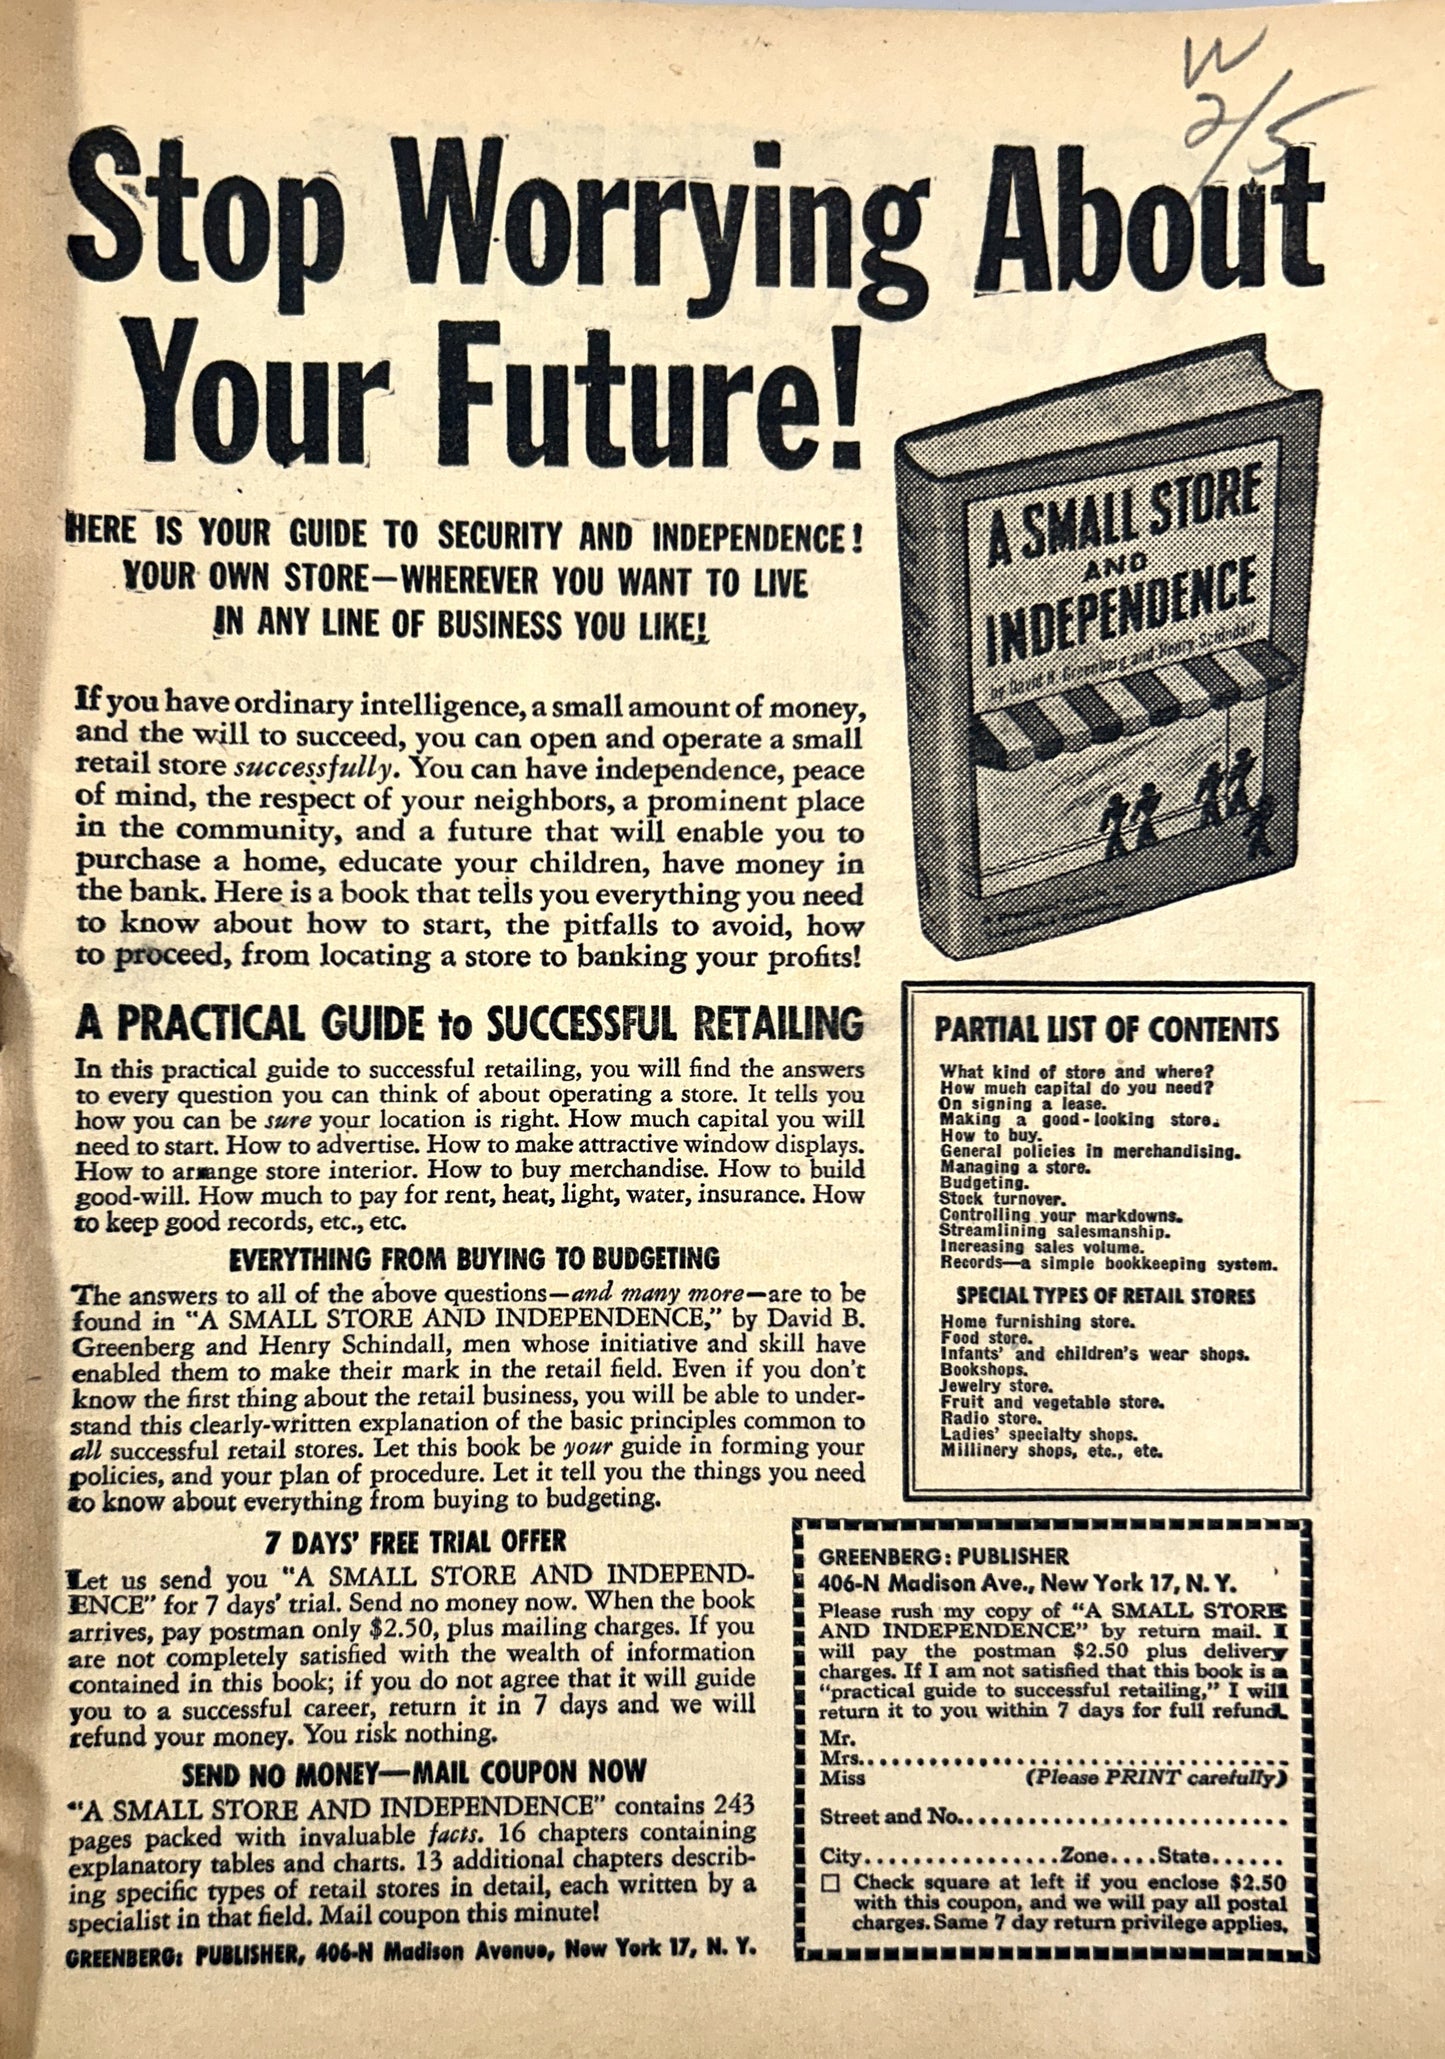 W
2/5
Stop Worrying About
Your Future!
HERE IS YOUR GUIDE TO SECURITY AND INDEPENDENCE!
YOUR OWN STORE—WHEREVER YOU WANT TO LIVE
IN ANY LINE OF BUSINESS YOU LIKE!
If you have ordinary intelligence, a small amount of money,
and the will to succeed, you can open and operate a small
retail store successfully. You can have independence, peace
of mind, the respect of your neighbors, a prominent place
in the community, and a future that will enable you to
purchase a home, educate your children, have money in
the bank. Here is a book that tells you everything you need
to know about how to start, the pitfalls to avoid, how
to proceed, from locating a store to banking your profits!
A SMALL STORE
AND
INDEPENDENCE
by David B. Greenberg and Henry Schindall
A PRACTICAL GUIDE to SUCCESSFUL RETAILING
In this practical guide to successful retailing, you will find the answers
to every question you can think of about operating a store. It tells you
how you can be sure your location is right. How much capital you will
need to start. How to advertise. How to make attractive window displays.
How to arrange store interior. How to buy merchandise. How to build
good-will. How much to pay for rent, heat, light, water, insurance. How
to keep good records, etc., etc.
EVERYTHING FROM BUYING TO BUDGETING
The answers to all of the above questions—and many more—are to be
found in "A SMALL STORE AND INDEPENDENCE," by David B.
Greenberg and Henry Schindall, men whose initiative and skill have
enabled them to make their mark in the retail field. Even if you don't
know the first thing about the retail business, you will be able to under-
stand this clearly-written explanation of the basic principles common to
all successful retail stores. Let this book be your guide in forming your
policies, and your plan of procedure. Let it tell you the things you need
to know about everything from buying to budgeting.
7 DAYS' FREE TRIAL OFFER
Let us send you "A SMALL STORE AND INDEPEND-
ENCE" for 7 days' trial. Send no money now. When the book
arrives, pay postman only $2.50, plus mailing charges. If you
are not completely satisfied with the wealth of information
contained in this book; if you do not agree that it will guide
you to a successful career, return it in 7 days and we will
refund your money. You risk nothing.
SEND NO MONEY—MAIL COUPON NOW
"A SMALL STORE AND INDEPENDENCE" contains 243
pages packed with invaluable facts. 16 chapters containing
explanatory tables and charts. 13 additional chapters describ-
ing specific types of retail stores in detail, each written by a
specialist in that field. Mail coupon this minute!
GREENBERG: PUBLISHER, 406-N Madison Avenue, New York 17, N. Y.
PARTIAL LIST OF CONTENTS
What kind of store and where?
How much capital do you need?
On signing a lease.
Making a good-looking store.
How to buy.
General policies in merchandising.
Managing a store.
Budgeting.
Stock turnover.
Controlling your markdowns.
Streamlining salesmanship.
Increasing sales volume.
Records—a simple bookkeeping system.
SPECIAL TYPES OF RETAIL STORES
Home furnishing store.
Food store.
Infants' and children's wear shops.
Bookshops.
Jewelry store.
Fruit and vegetable store.
Radio store.
Ladies' specialty shops.
Millinery shops, etc., etc.
GREENBERG: PUBLISHER
406-N Madison Ave., New York 17, N. Y.
Please rush my copy of "A SMALL STORE
AND INDEPENDENCE" by return mail. I
will pay the postman $2.50 plus delivery
charges. If I am not satisfied that this book is a
"practical guide to successful retailing," I will
return it to you within 7 days for full refund.
Mr.
Mrs.......................................
Miss (Please PRINT carefully)
Street and No..............................
City.................Zone....State.......
☐ Check square at left if you enclose $2.50
with this coupon, and we will pay all postal
charges. Same 7 day return privilege applies.